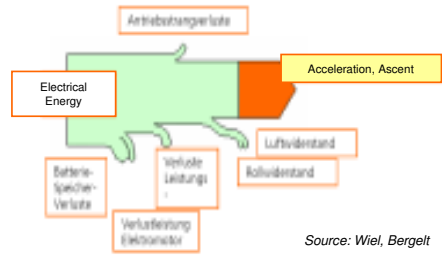 Antriebsstrangverluste
Electrical
Energy
Acceleration, Ascent
Luftwiderstand
Rollwiderstand
Batterie-
Speicher-
Verluste
Verluste
Leistungs
Verlustleistung
Elektromotor
Source: Wiel, Bergelt